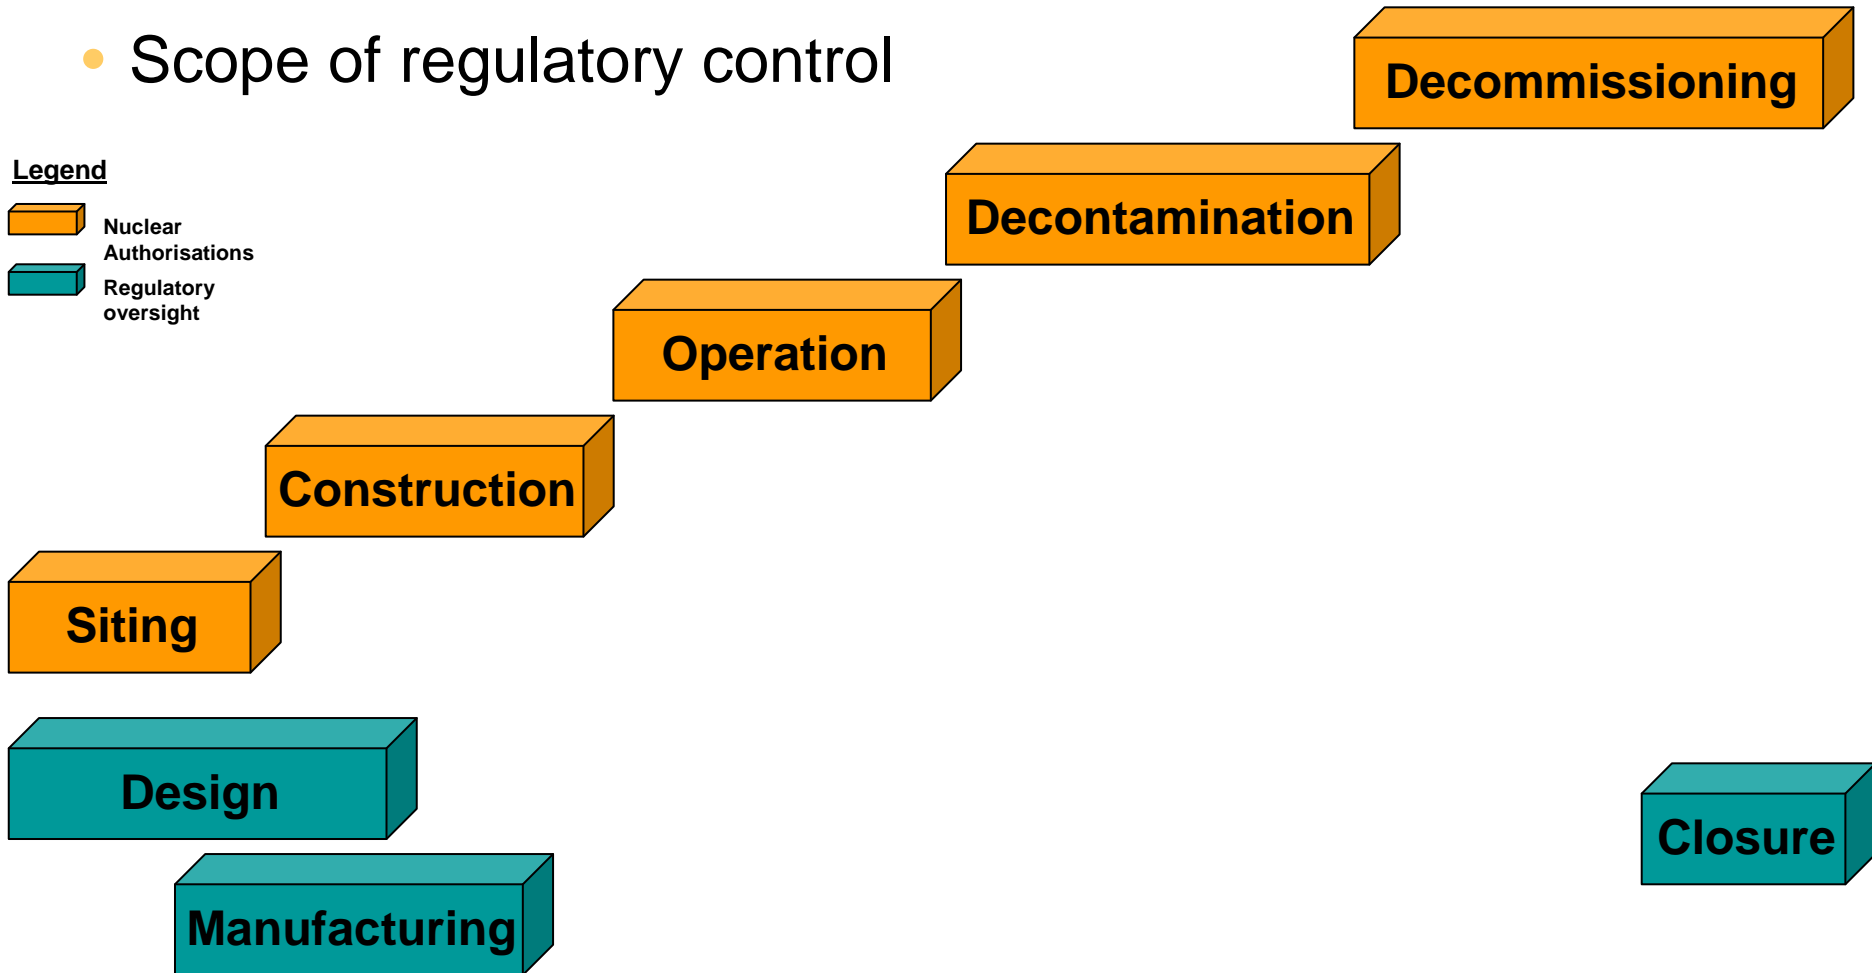 • Scope of regulatory control
Decommissioning
Legend
Decontamination
Nuclear
Authorisations
Regulatory
oversight
Operation
Construction
Siting
Design
Closure
Manufacturing